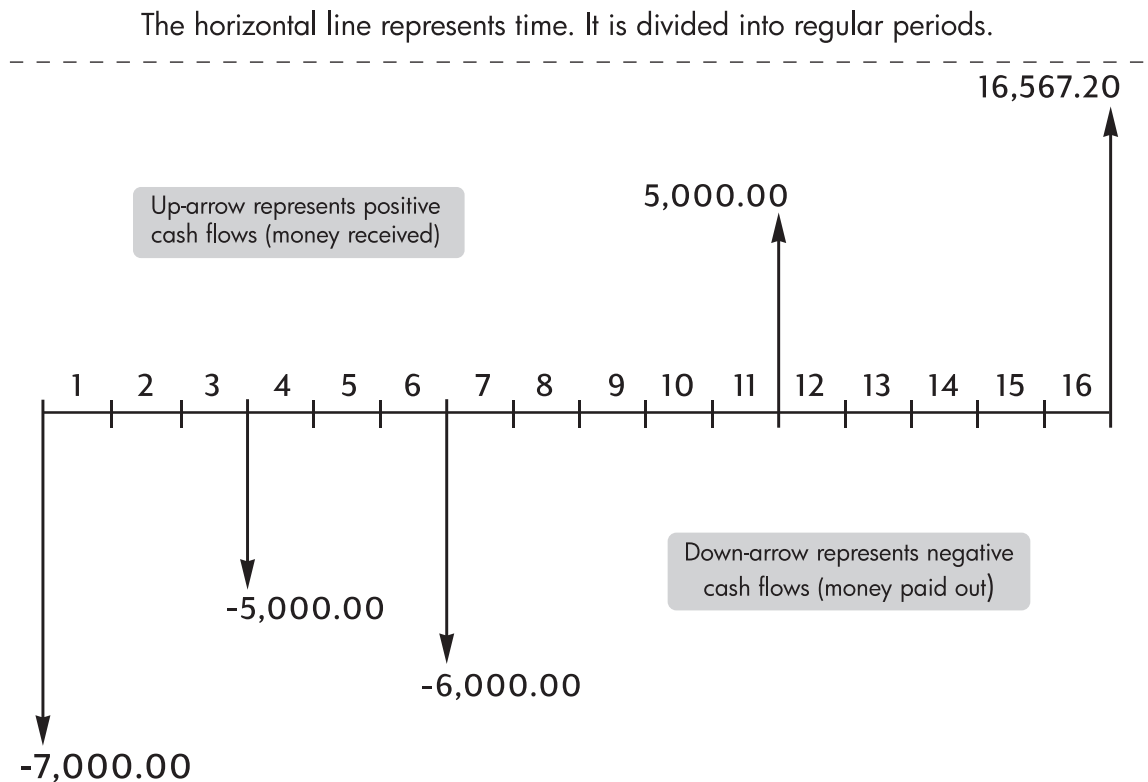 The horizontal line represents time. It is divided into regular periods.
16,567.20
Up-arrow represents positive
cash flows (money received)
5,000.00
1 2 3 4 5 6 7 8 9 10 11 12 13 14 15 16
Down-arrow represents negative
cash flows (money paid out)
-5,000.00
-6,000.00
-7,000.00